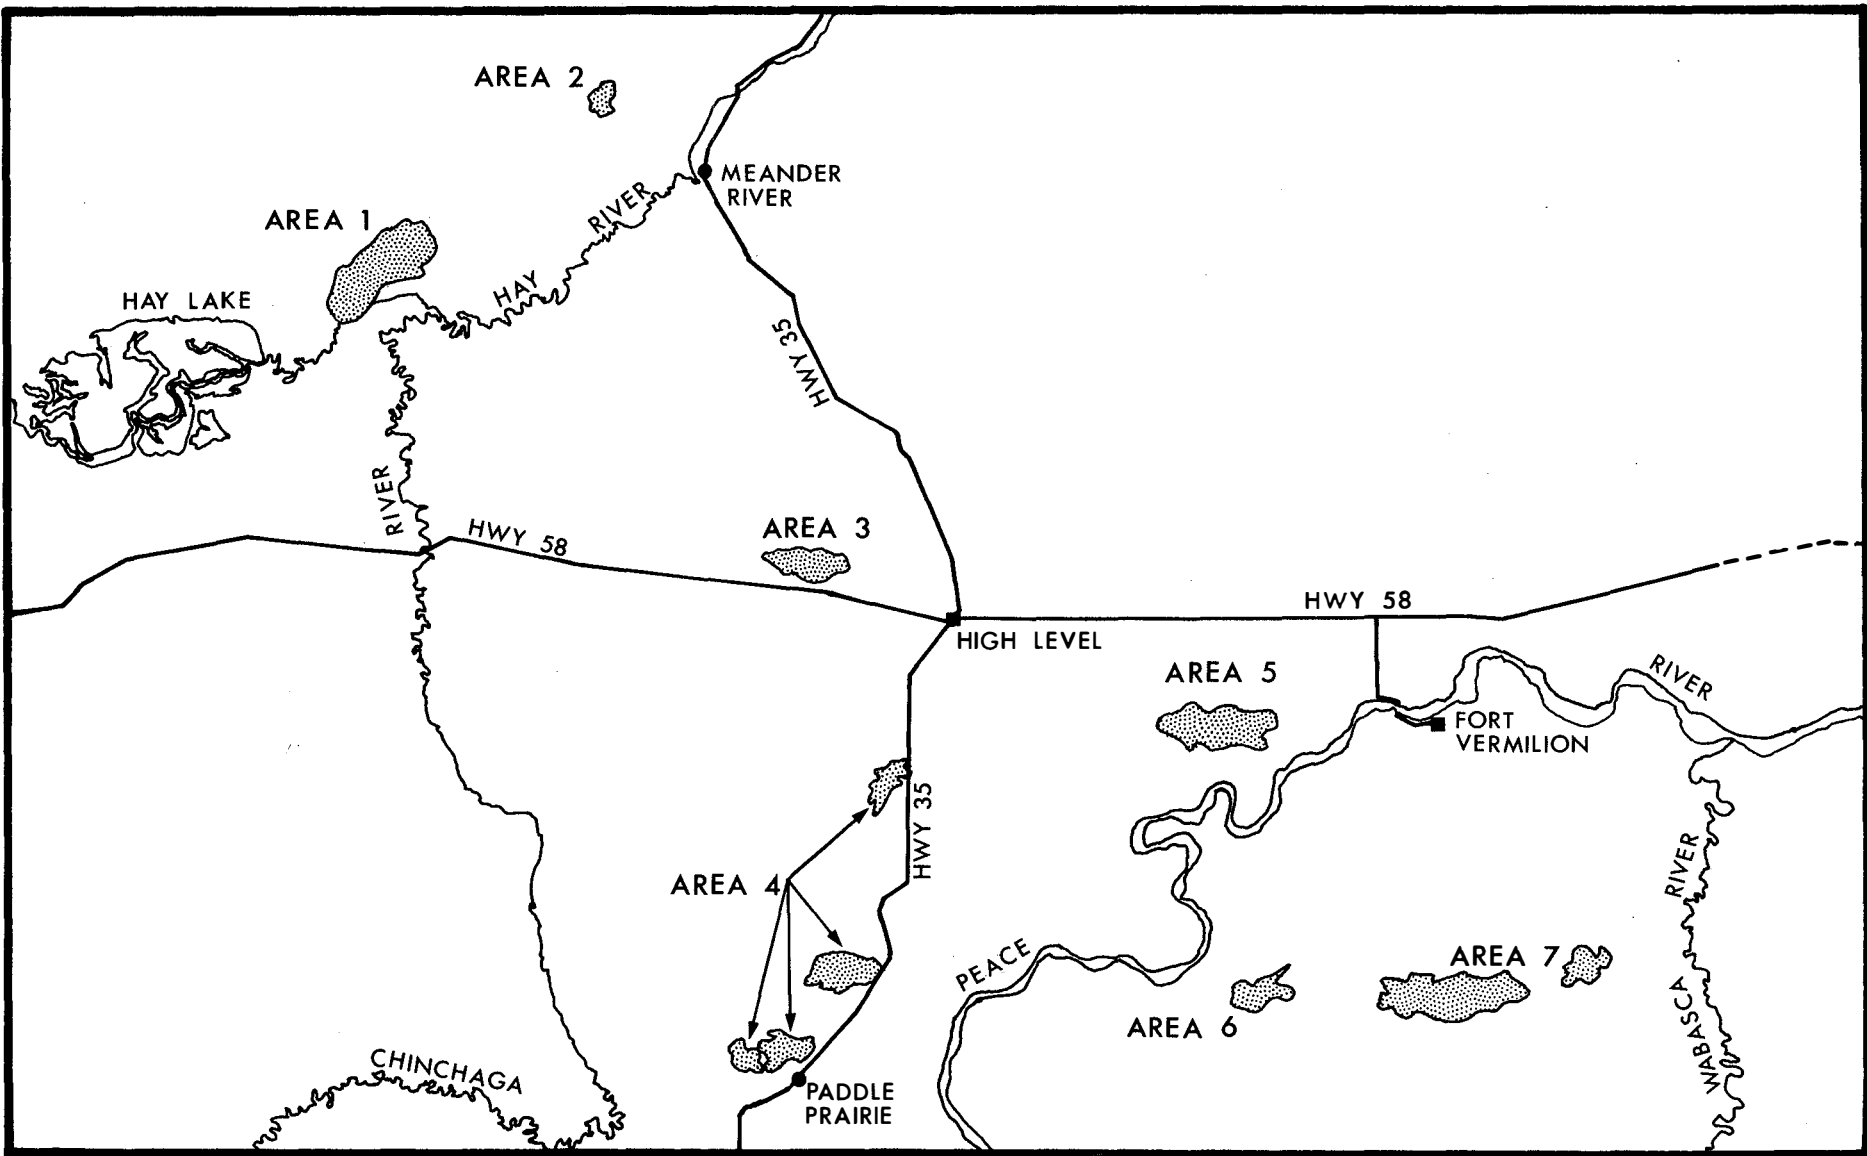 AREA 2
MEANDER
RIVER
AREA 1
RIVER
HAY
HAY LAKE
HWY 35
RIVER
HWY 58
AREA 3
HWY 58
HIGH LEVEL
AREA 5
RIVER
FORT
VERMILION
HWY 35
AREA 4
RIVER
PEACE
AREA 7
AREA 6
WABASCA
CHINCHAGA
PADDLE
PRAIRIE